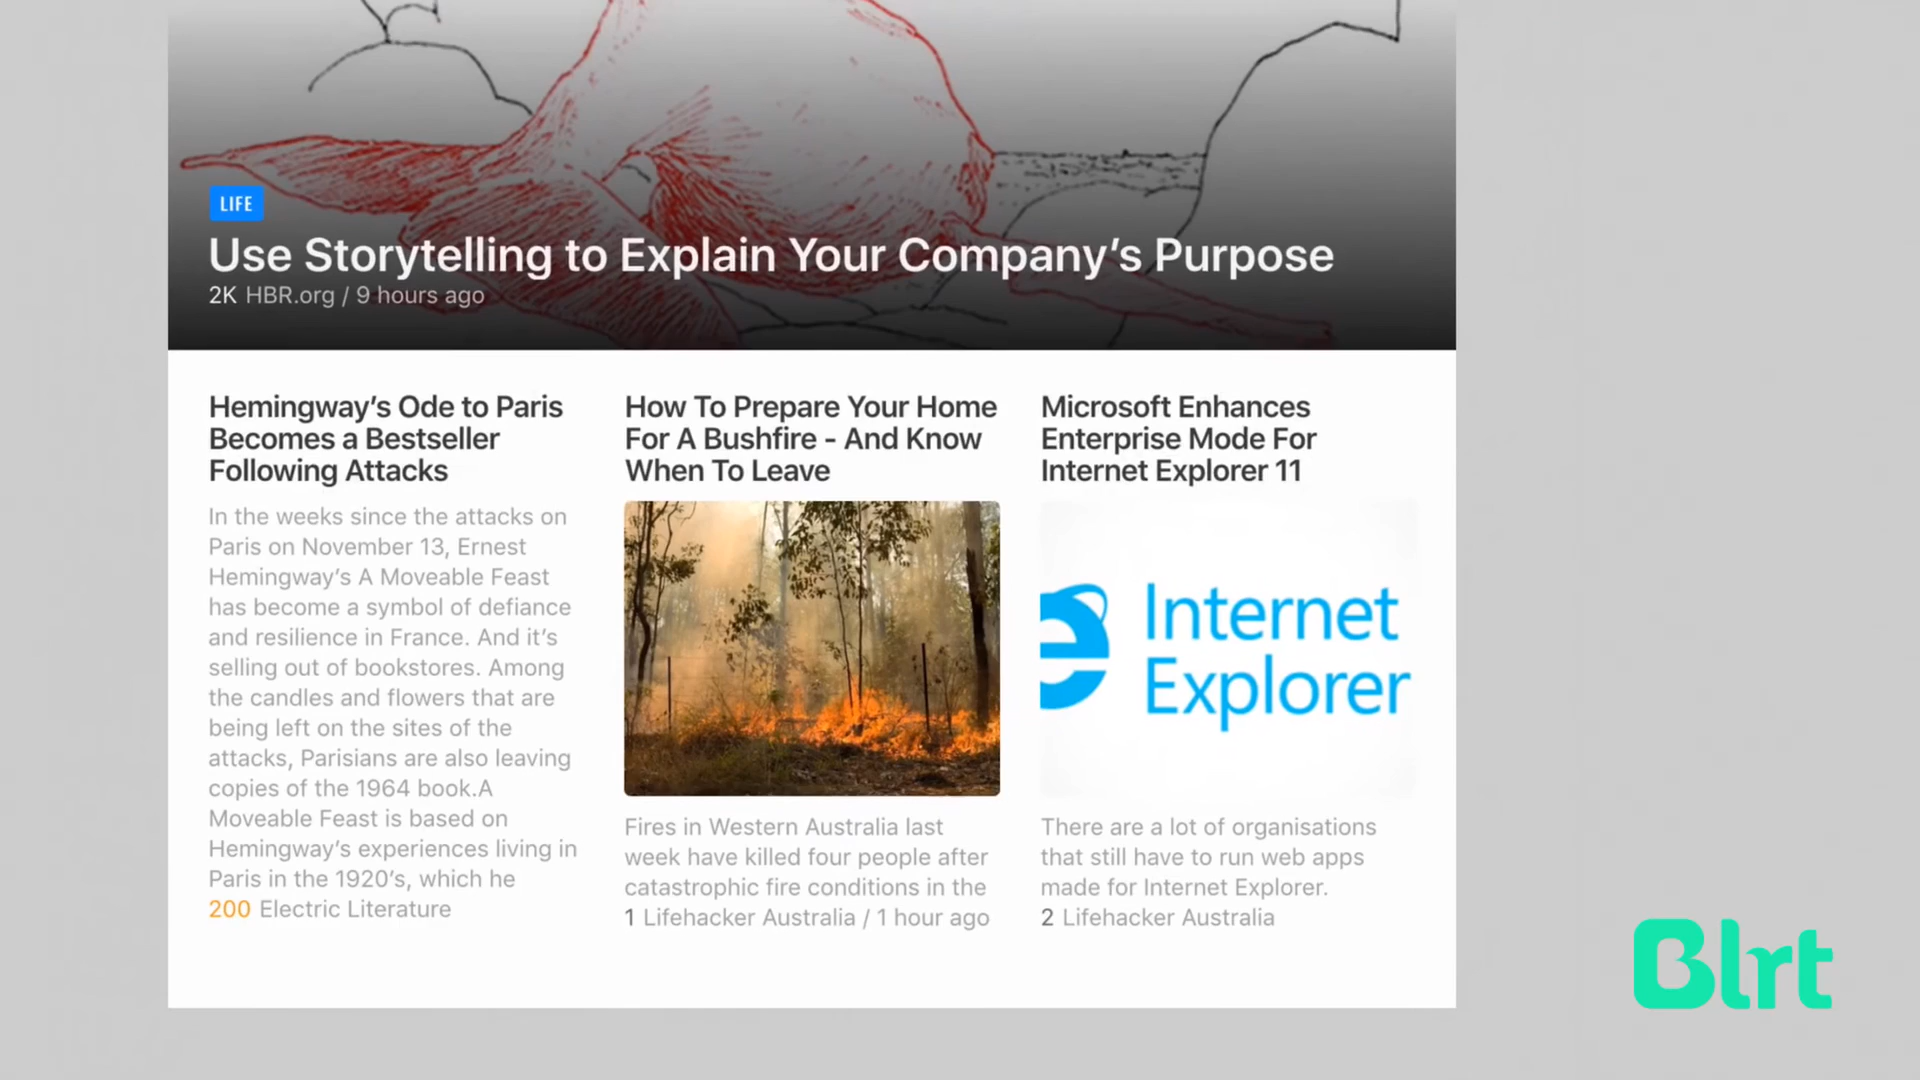 LIFE
Use Storytelling to Explain Your Company's Purpose
2K HBR.org / 9 hours ago
Hemingway's Ode to Paris
Becomes a Bestseller
Following Attacks
In the weeks since the attacks on
Paris on November 13, Ernest
Hemingway's A Moveable Feast
has become a symbol of defiance
and resilience in France. And it's
selling out of bookstores. Among
the candles and flowers that are
being left on the sites of the
attacks, Parisians are also leaving
copies of the 1964 book.A
Moveable Feast is based on
Hemingway's experiences living in
Paris in the 1920's, which he
200 Electric Literature
How To Prepare Your Home
For A Bushfire - And Know
When To Leave
Fires in Western Australia last
week have killed four people after
catastrophic fire conditions in the
1 Lifehacker Australia / 1 hour ago
Microsoft Enhances
Enterprise Mode For
Internet Explorer 11
Internet
Explorer
There are a lot of organisations
that still have to run web apps
made for Internet Explorer.
2 Lifehacker Australia
Blrt